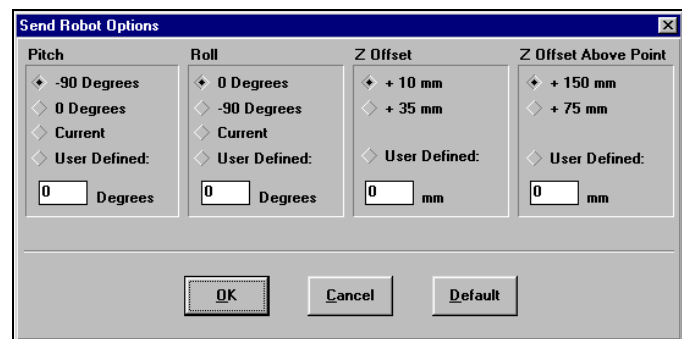 Send Robot Options
Pitch
-90 Degrees
0 Degrees
Current
User Defined:
0 Degrees
Roll
0 Degrees
-90 Degrees
Current
User Defined:
0 Degrees
Z Offset
+ 10 mm
+ 35 mm
User Defined:
0 mm
Z Offset Above Point
+ 150 mm
+ 75 mm
User Defined:
0 mm
OK
Cancel
Default